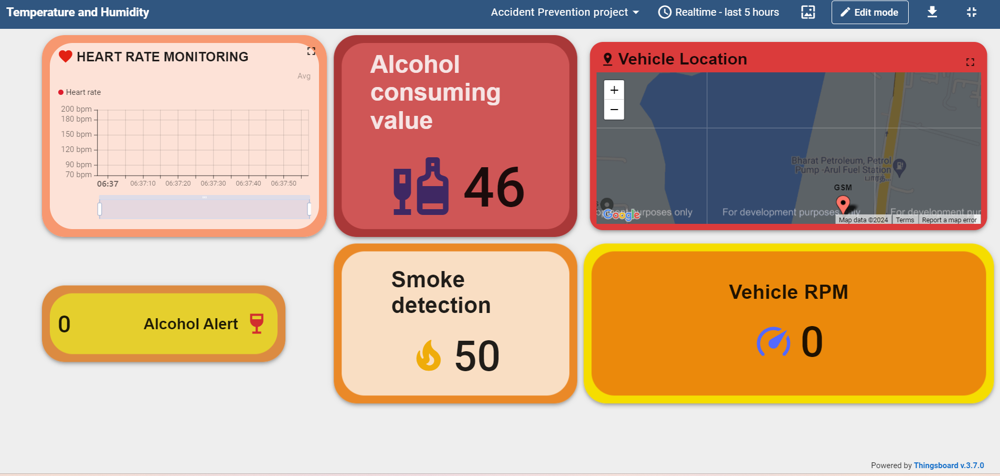 Temperature and Humidity
Accident Prevention project
Realtime - last 5 hours
Edit mode
HEART RATE MONITORING
Avg
Heart rate
200 bpm
180 bpm
150 bpm
120 bpm
90 bpm
70 bpm
06:37
06:37:10
06:37:20
06:37:30
06:37:40
06:37:50
Alcohol
consuming
value
46
Vehicle Location
+
−
Bharat Petroleum, Petrol
Pump -Arul Fuel Station
பாரத்...
GSM
purposes only
For development purposes only
For development pur
Google
Map data ©2024
Terms
Report a map error
0
Alcohol Alert
Smoke
detection
50
Vehicle RPM
0
Powered by Thingsboard v.3.7.0